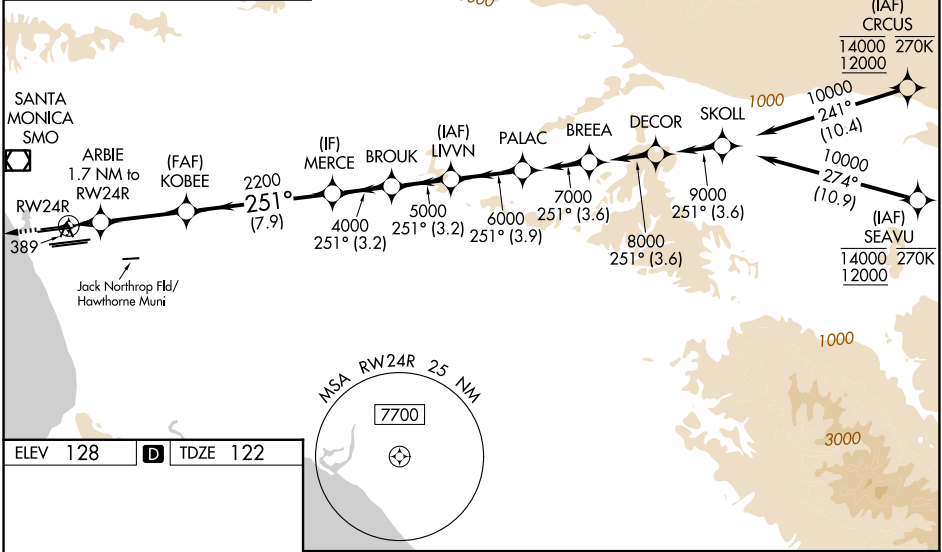 (IAF)
CRCUS
14000 270K
12000
1000
10000
241°
(10.4)
SKOLL
DECOR
BREEA
PALAC
(IAF)
LIVVN
BROUK
(IF)
MERCE
(FAF)
KOBEE
ARBIE
1.7 NM to
RW24R
SANTA
MONICA
SMO
RW24R
389
Jack Northrop Fld/
Hawthorne Muni
2200
251°
(7.9)
4000
251° (3.2)
5000
251° (3.2)
6000
251° (3.9)
7000
251° (3.6)
8000
251° (3.6)
9000
251° (3.6)
10000
274°
(10.9)
(IAF)
SEAVU
14000 270K
12000
1000
3000
MSA RW24R 25 NM
7700
ELEV 128
D TDZE 122